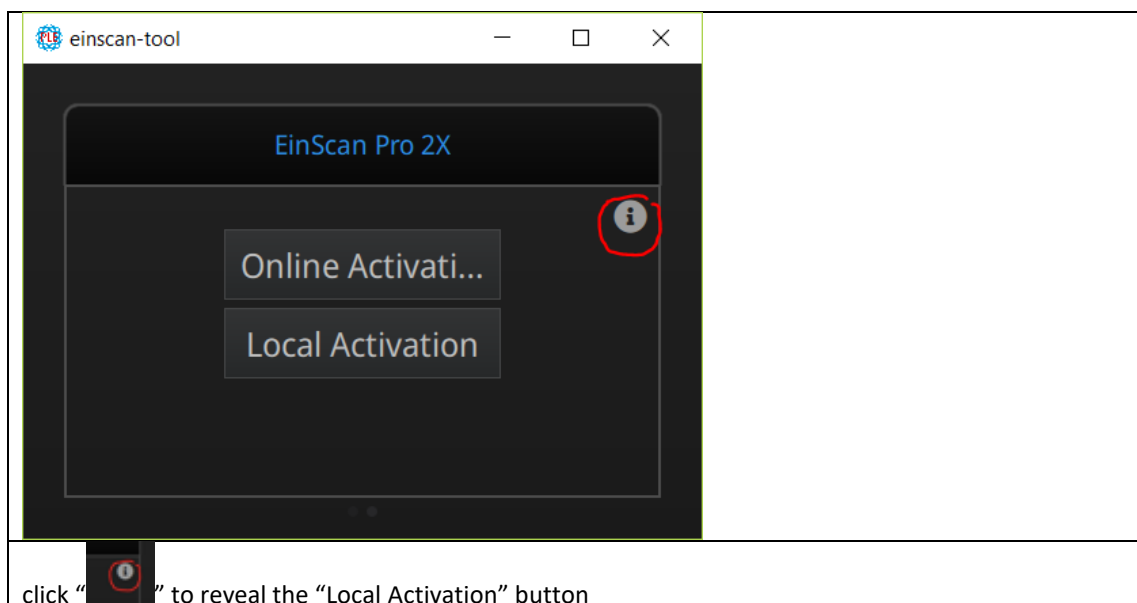 einscan-tool
EinScan Pro 2X
Online Activati...
Local Activation
click “ ” to reveal the “Local Activation” button